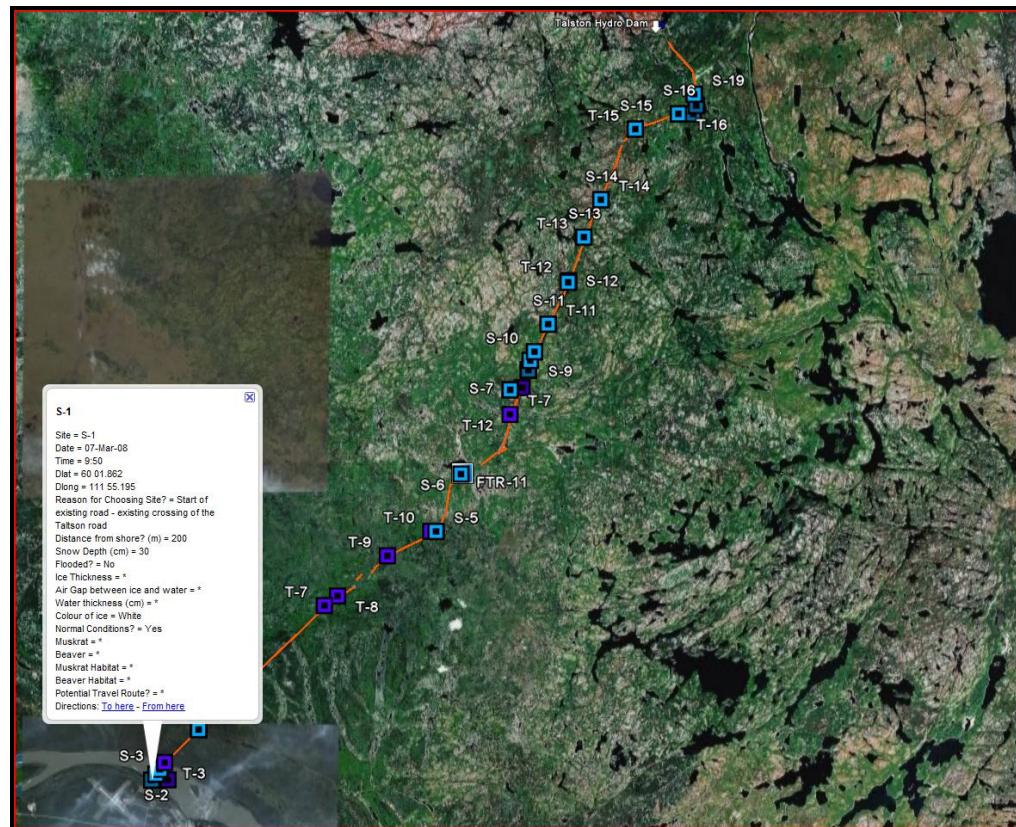 Talston Hydro Dam
S-19
S-16
S-15
T-15
T-16
S-14
T-14
S-13
T-13
T-12
S-12
S-11
T-11
S-10
S-9
S-7
T-7
T-12
S-6
FTR-11
T-10
S-5
T-9
T-7
T-8
S-1
Site = S-1
Date = 07-Mar-08
Time = 9:50
Dlat = 60 01.862
Dlong = 111 55.195
Reason for Choosing Site? = Start of
existing road - existing crossing of the
Taltson road
Distance from shore? (m) = 200
Snow Depth (cm) = 30
Flooded? = No
Ice Thickness = *
Air Gap between ice and water = *
Water thickness (cm) = *
Colour of ice = White
Normal Conditions? = Yes
Muskrat = *
Beaver = *
Muskrat Habitat = *
Beaver Habitat = *
Potential Travel Route? = *
Directions: To here - From here
S-3
T-3
S-2